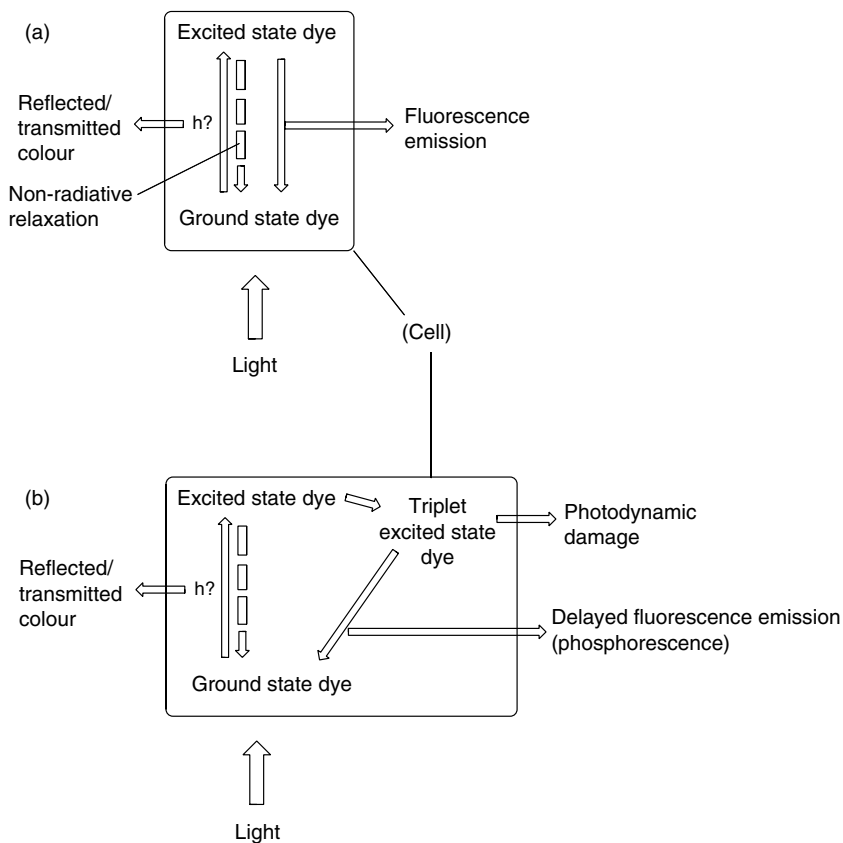 (a)
Excited state dye
Reflected/
transmitted
colour
h?
Fluorescence
emission
Non-radiative
relaxation
Ground state dye
(Cell)
Light
(b)
Excited state dye
Triplet
excited state
dye
Photodynamic
damage
Reflected/
transmitted
colour
h?
Delayed fluorescence emission
(phosphorescence)
Ground state dye
Light